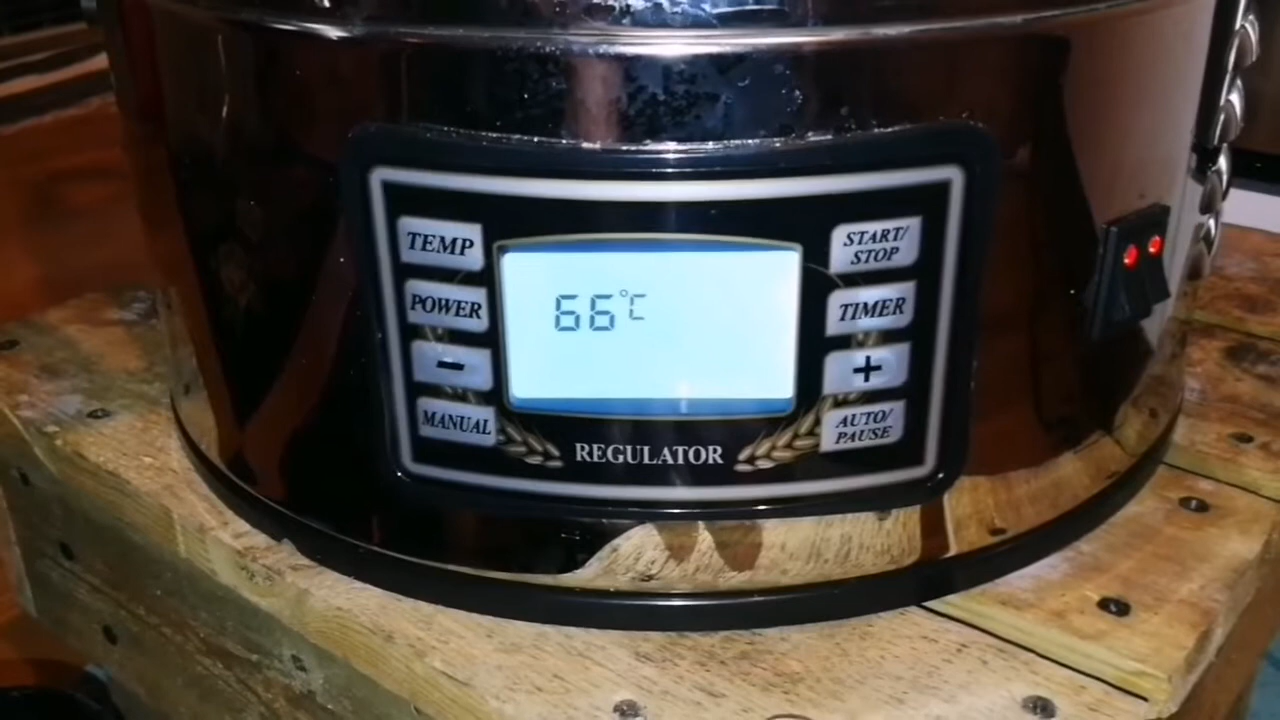 TEMP
POWER
−
MANUAL
66°C
START/
STOP
TIMER
+
AUTO/
PAUSE
REGULATOR